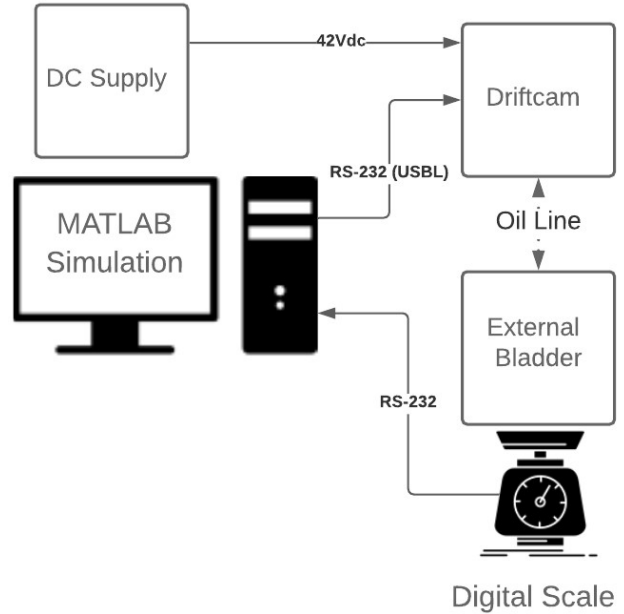 42Vdc
DC Supply
Driftcam
RS-232 (USBL)
MATLAB
Simulation
Oil Line
External
Bladder
RS-232
Digital Scale